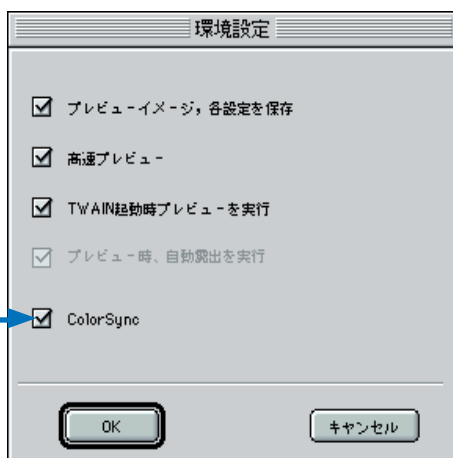 環境設定
プレビューイメージ，各設定を保存
高速プレビュー
TWAIN起動時プレビューを実行
プレビュー時、自動露出を実行
ColorSync
OK
キャンセル